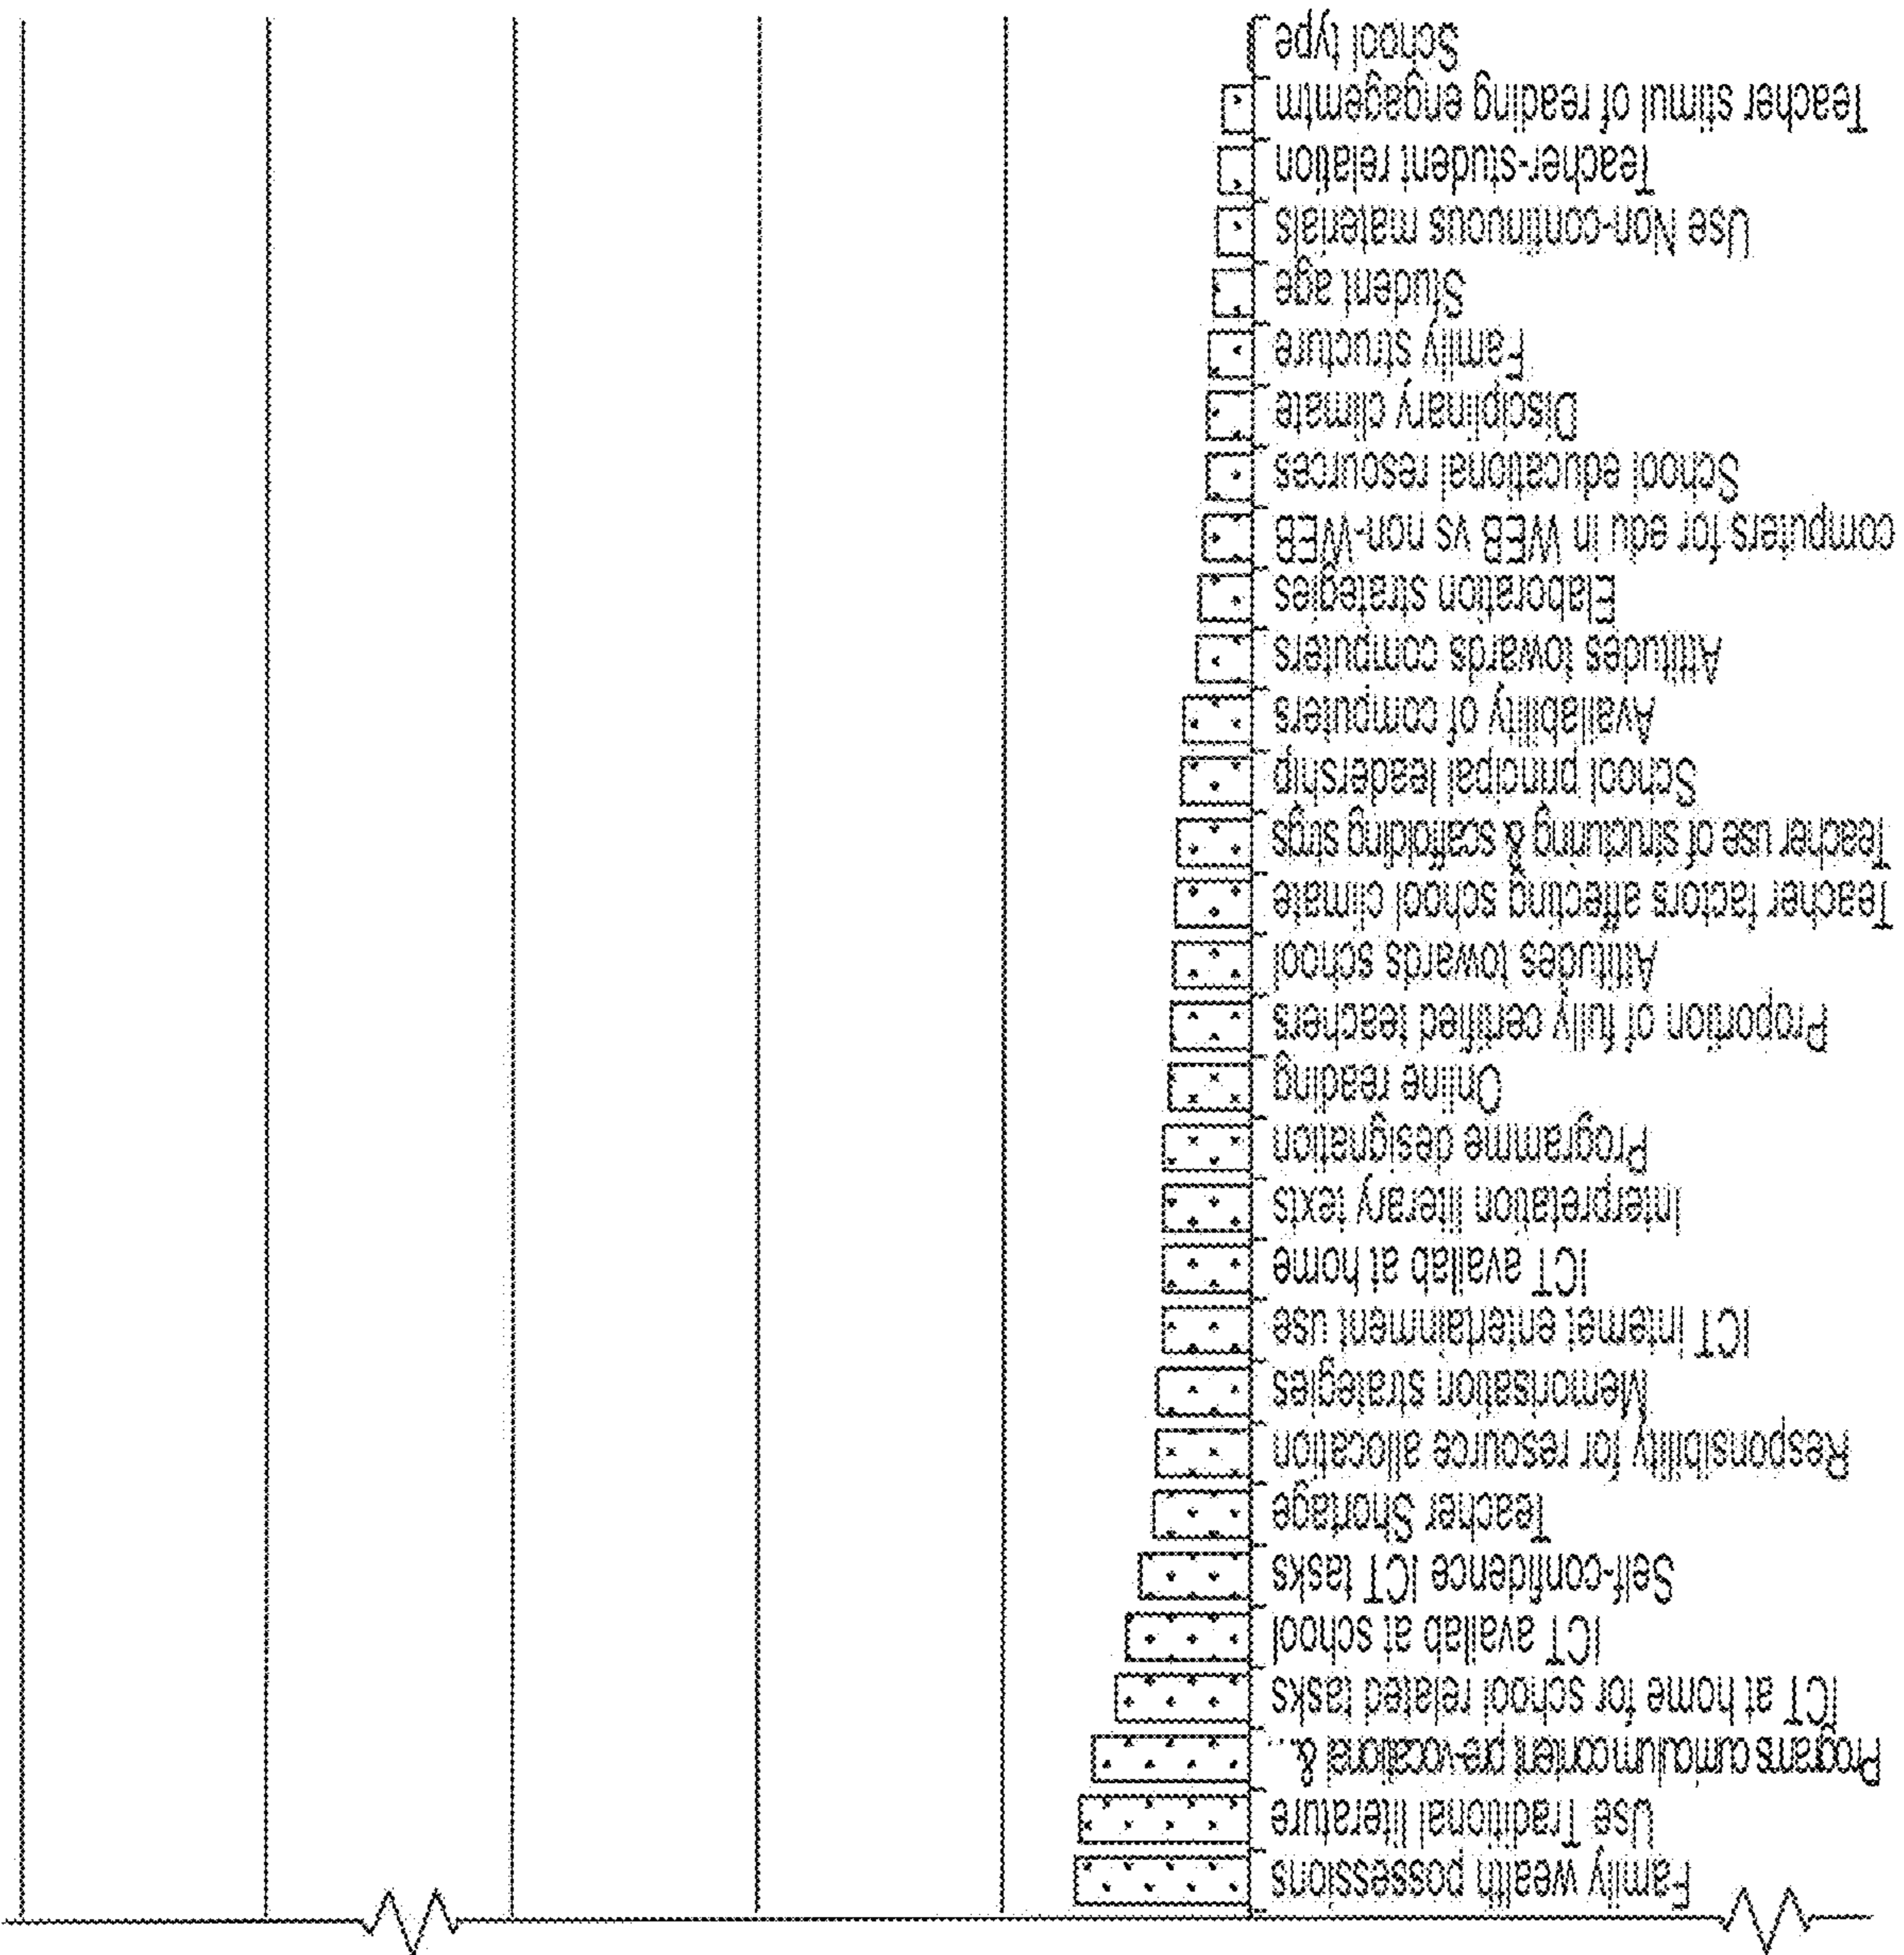 Family wealth possessions
Use Traditional literature
Programs curriculum content pre-vocational &...
ICT at home for school related tasks
ICT availab at school
Self-confidence ICT tasks
Teacher Shortage
Responsibility for resource allocation
Memorisation strategies
ICT internet entertainment use
ICT availab at home
Interpretation literary texts
Programme designation
Online reading
Proportion of fully certified teachers
Attitudes towards school
Teacher factors affecting school climate
Teacher use of structuring & scaffolding strgs
School principal leadership
Availability of computers
Attitudes towards computers
Elaboration strategies
computers for edu in WEB vs non-WEB
School educational resources
Disciplinary climate
Family structure
Student age
Use Non-continuous materials
Teacher-student relation
Teacher stimul of reading engagemtm
School type